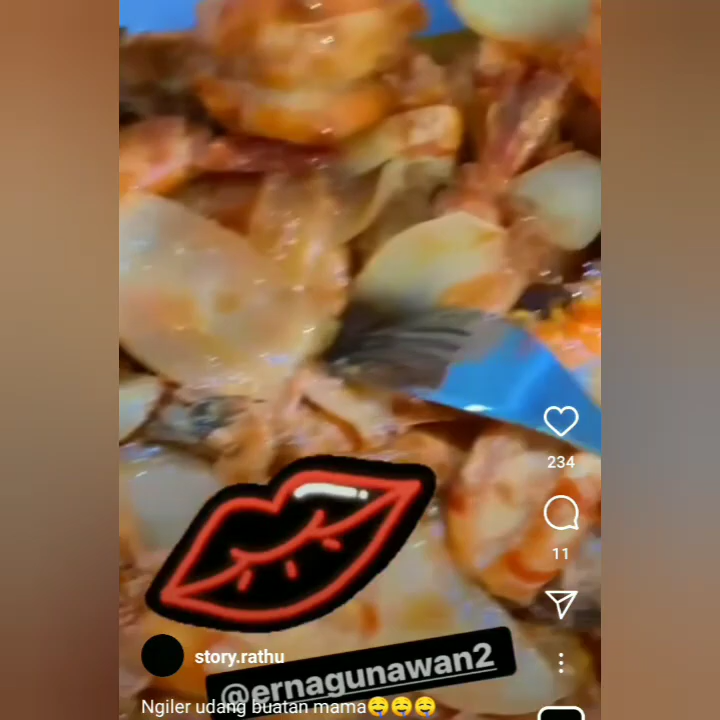 234
11
story.rathu
@ernagunawan2
Ngiler udang buatan mama🤤🤤🤤